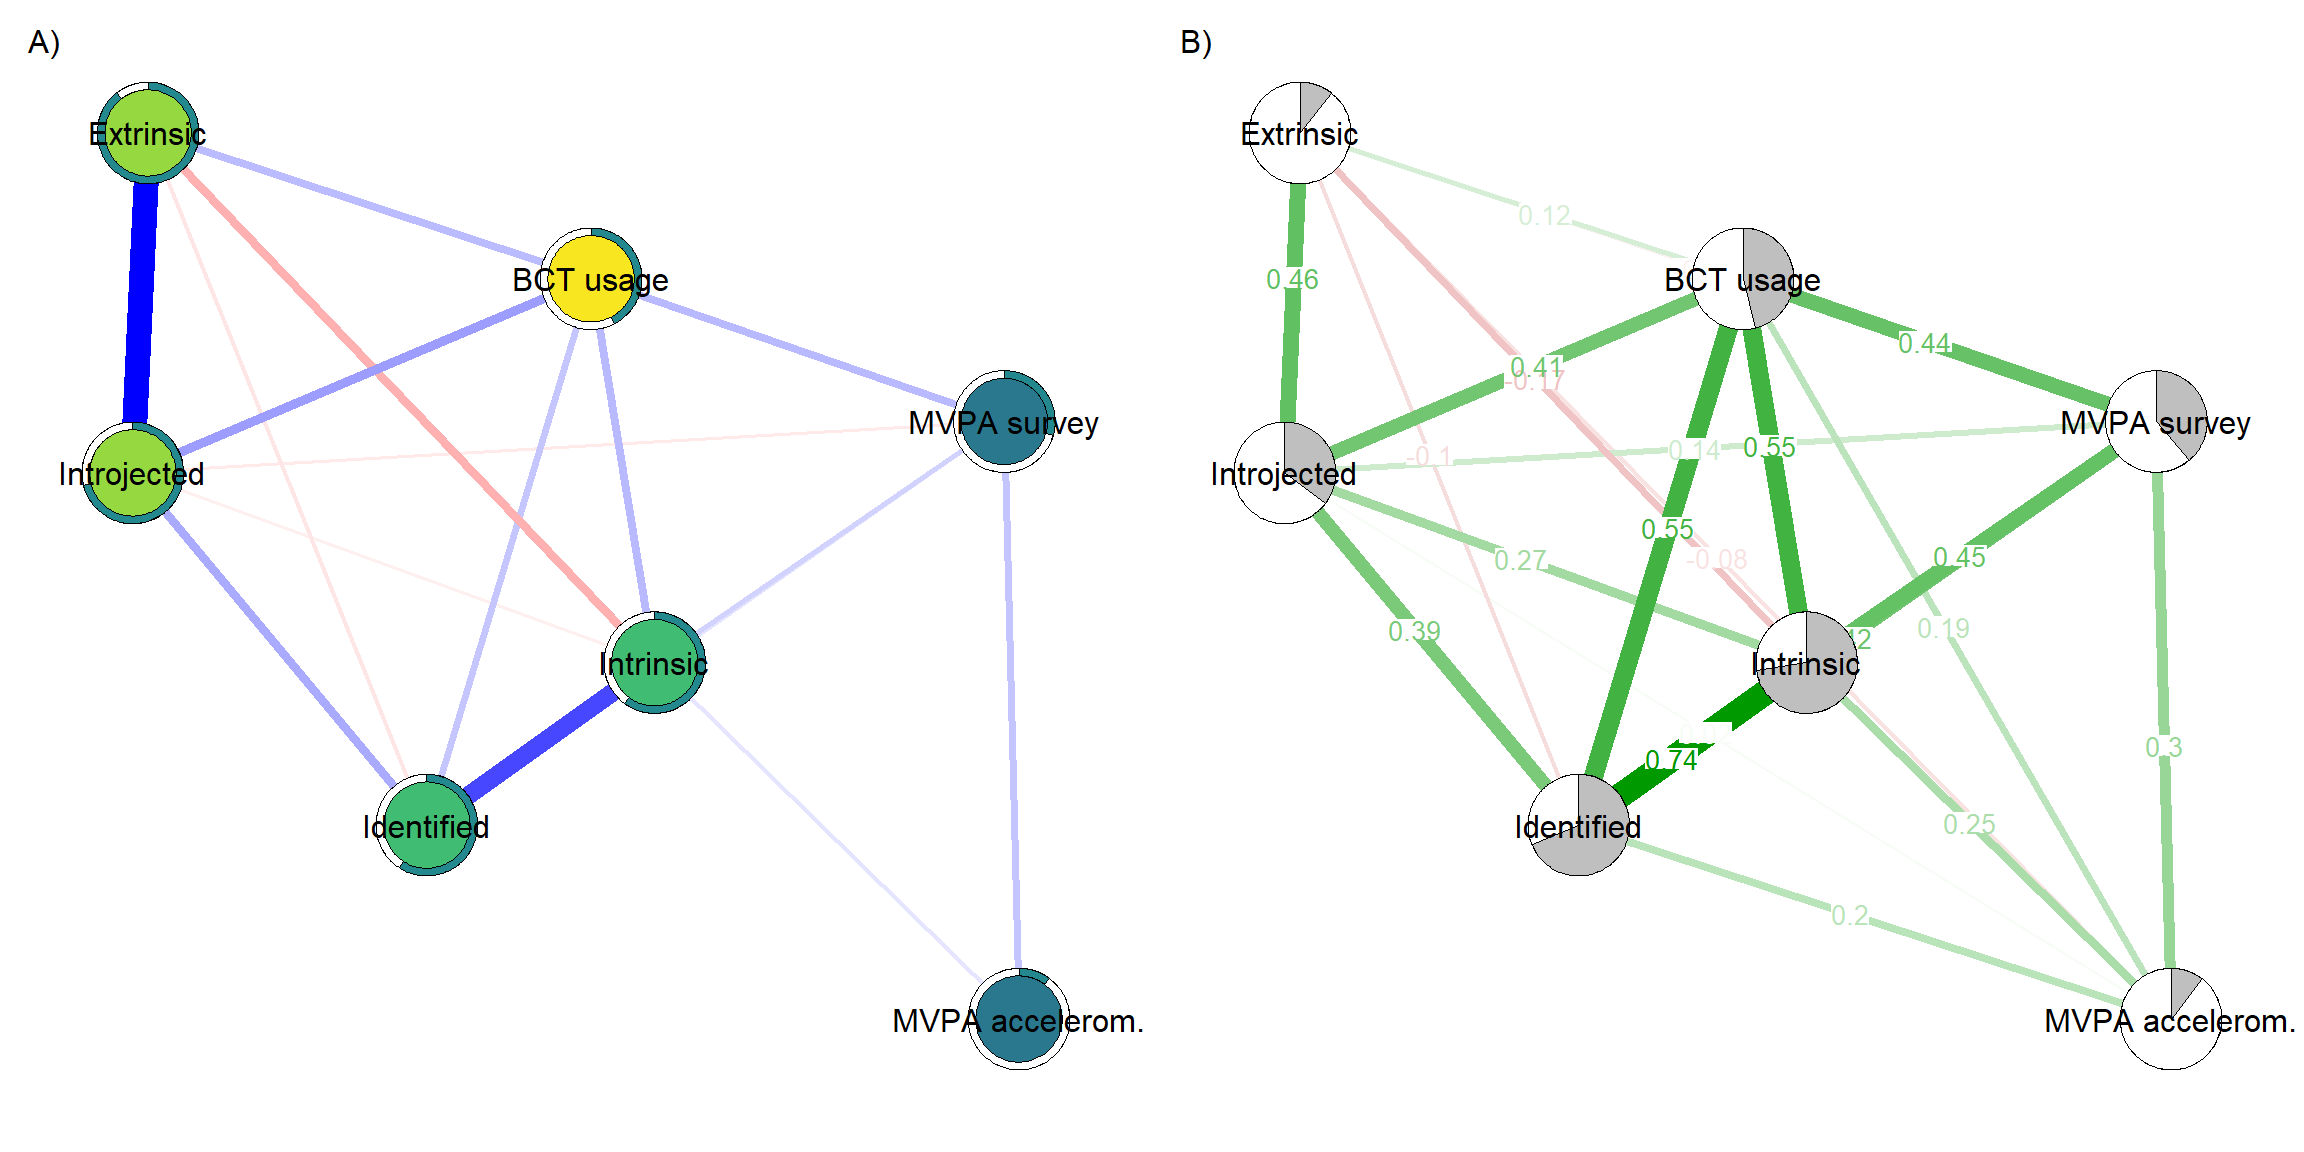 A)
Extrinsic
BCT usage
MVPA survey
Introjected
Intrinsic
Identified
MVPA accelerom.
B)
Extrinsic
0.12
BCT usage
0.46
0.44
0.41
-0.17
MVPA survey
0.14
0.55
-0.1
Introjected
0.55
0.27
-0.08
0.45
0.39
0.19
Intrinsic
0.3
0.74
0.25
Identified
0.2
MVPA accelerom.